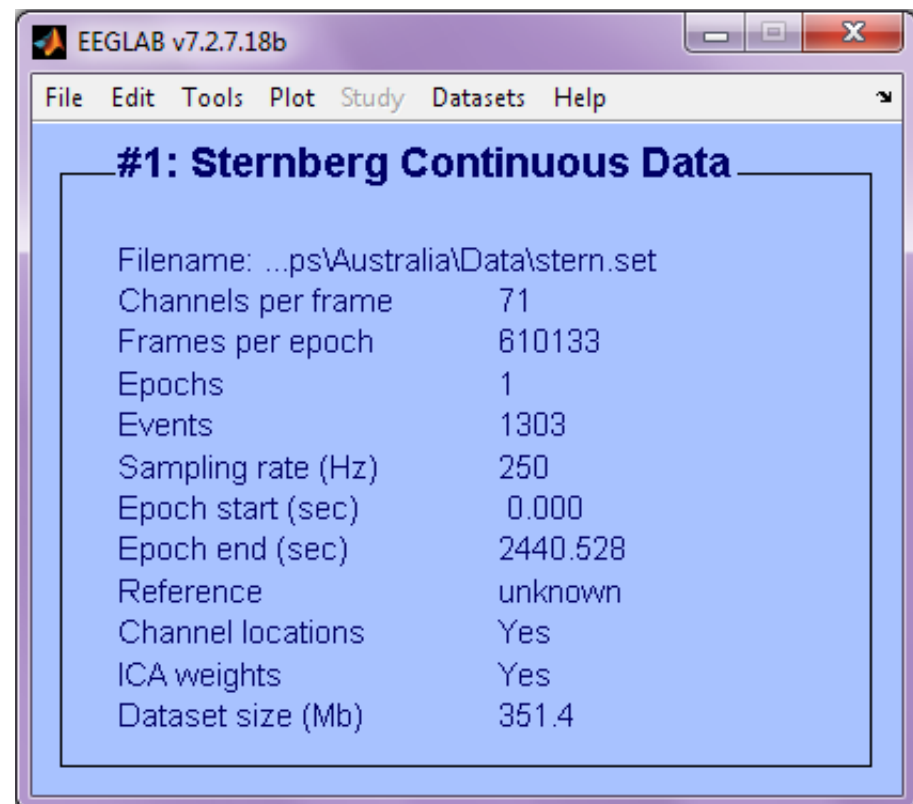 EEGLAB v7.2.7.18b
File Edit Tools Plot Study Datasets Help
#1: Sternberg Continuous Data
Filename: ...ps\Australia\Data\stern.set
Channels per frame 71
Frames per epoch 610133
Epochs 1
Events 1303
Sampling rate (Hz) 250
Epoch start (sec) 0.000
Epoch end (sec) 2440.528
Reference unknown
Channel locations Yes
ICA weights Yes
Dataset size (Mb) 351.4